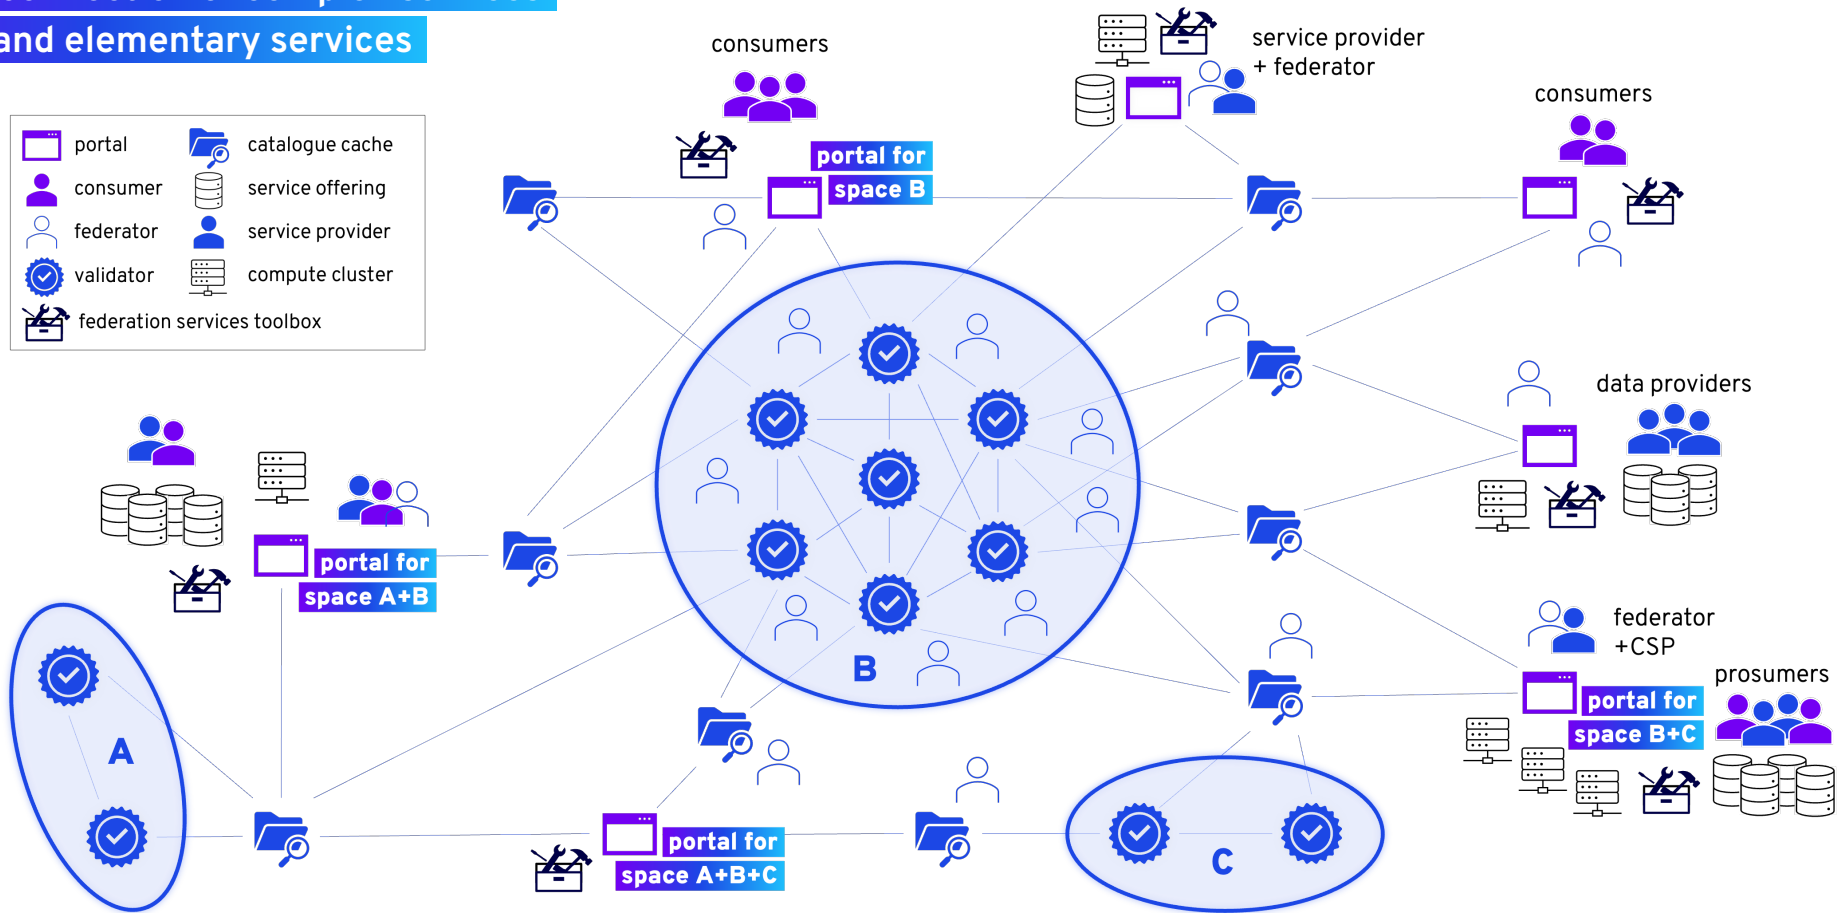 and elementary services
portal
catalogue cache
consumer
service offering
federator
service provider
validator
compute cluster
federation services toolbox
consumers
portal for
space B
service provider
+ federator
consumers
data providers
portal for
space A+B
A
B
federator
+CSP
prosumers
portal for
space B+C
portal for
space A+B+C
C